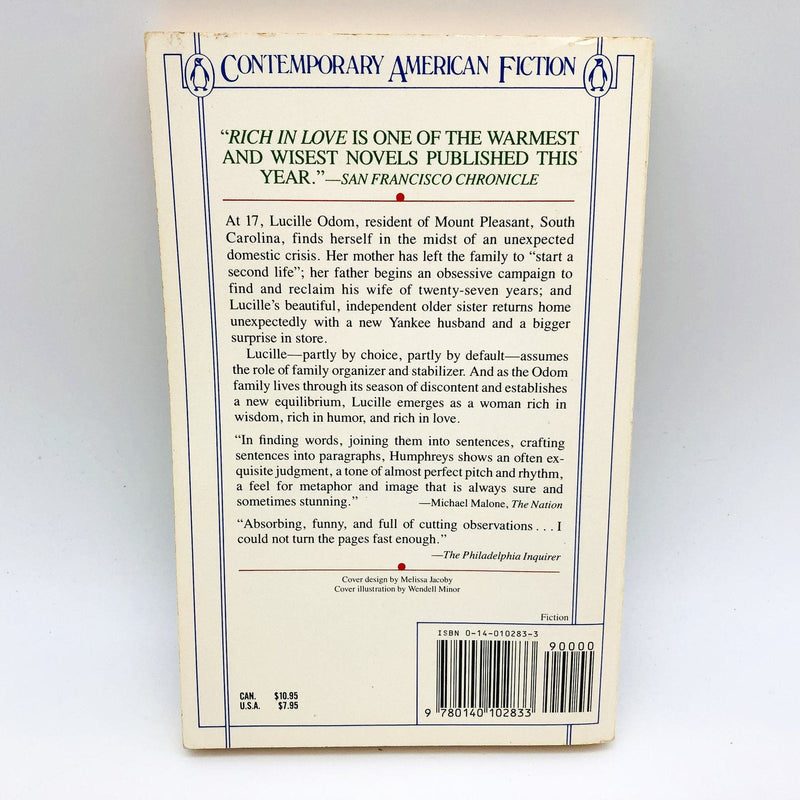 CONTEMPORARY AMERICAN FICTION
“RICH IN LOVE IS ONE OF THE WARMEST
AND WISEST NOVELS PUBLISHED THIS
YEAR.”—SAN FRANCISCO CHRONICLE
At 17, Lucille Odom, resident of Mount Pleasant, South
Carolina, finds herself in the midst of an unexpected
domestic crisis. Her mother has left the family to “start a
second life”; her father begins an obsessive campaign to
find and reclaim his wife of twenty-seven years; and
Lucille’s beautiful, independent older sister returns home
unexpectedly with a new Yankee husband and a bigger
surprise in store.
Lucille—partly by choice, partly by default—assumes
the role of family organizer and stabilizer. And as the Odom
family lives through its season of discontent and establishes
a new equilibrium, Lucille emerges as a woman rich in
wisdom, rich in humor, and rich in love.
“In finding words, joining them into sentences, crafting
sentences into paragraphs, Humphreys shows an often ex-
quisite judgment, a tone of almost perfect pitch and rhythm,
a feel for metaphor and image that is always sure and
sometimes stunning.” —Michael Malone, The Nation
“Absorbing, funny, and full of cutting observations . . . I
could not turn the pages fast enough.”
—The Philadelphia Inquirer
Cover design by Melissa Jacoby
Cover illustration by Wendell Minor
Fiction
ISBN 0-14-010283-3
90000
CAN. $10.95
U.S.A. $7.95
9 780140 102833